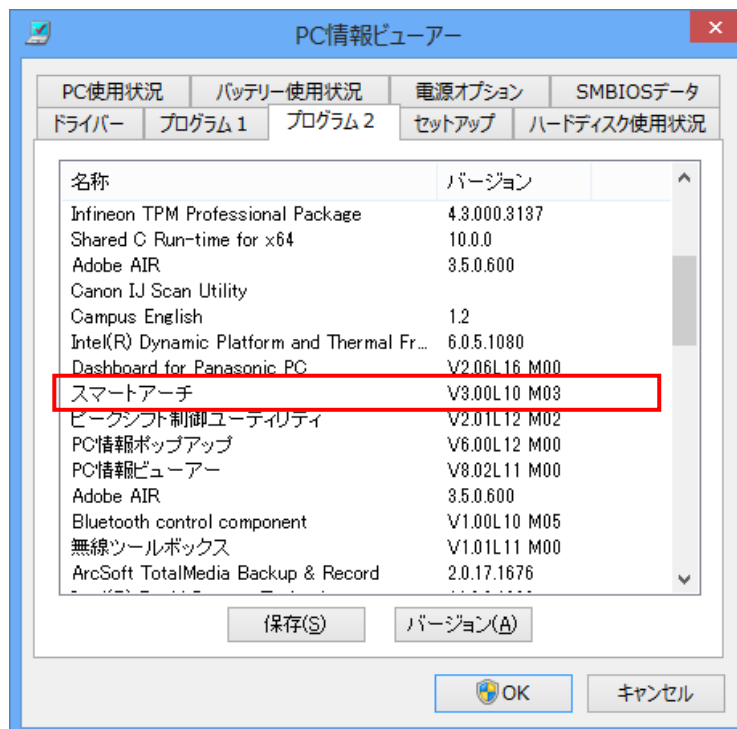 PC情報ビューアー
PC使用状況 バッテリー使用状況 電源オプション SMBIOSデータ
ドライバー プログラム1 プログラム2 セットアップ ハードディスク使用状況
名称 バージョン
Infineon TPM Professional Package 4.3.000.3137
Shared C Run-time for x64 10.0.0
Adobe AIR 3.5.0.600
Canon IJ Scan Utility
Campus English 1.2
Intel(R) Dynamic Platform and Thermal Fr... 6.0.5.1080
Dashboard for Panasonic PC V2.06L16 M00
スマートアーチ V3.00L10 M03
ピークシフト制御ユーティリティ V2.01L12 M02
PC情報ポップアップ V6.00L12 M00
PC情報ビューアー V8.02L11 M00
Adobe AIR 3.5.0.600
Bluetooth control component V1.00L10 M05
無線ツールボックス V1.01L11 M00
ArcSoft TotalMedia Backup & Record 2.0.17.1676
保存(S) バージョン(A)
OK キャンセル